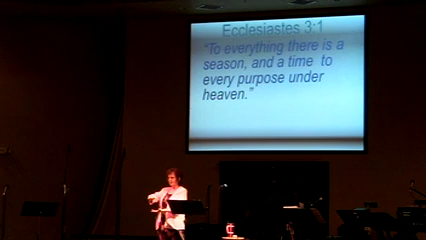 Ecclesiastes 3:1
"To everything there is a
season, and a time to
every purpose under
heaven."